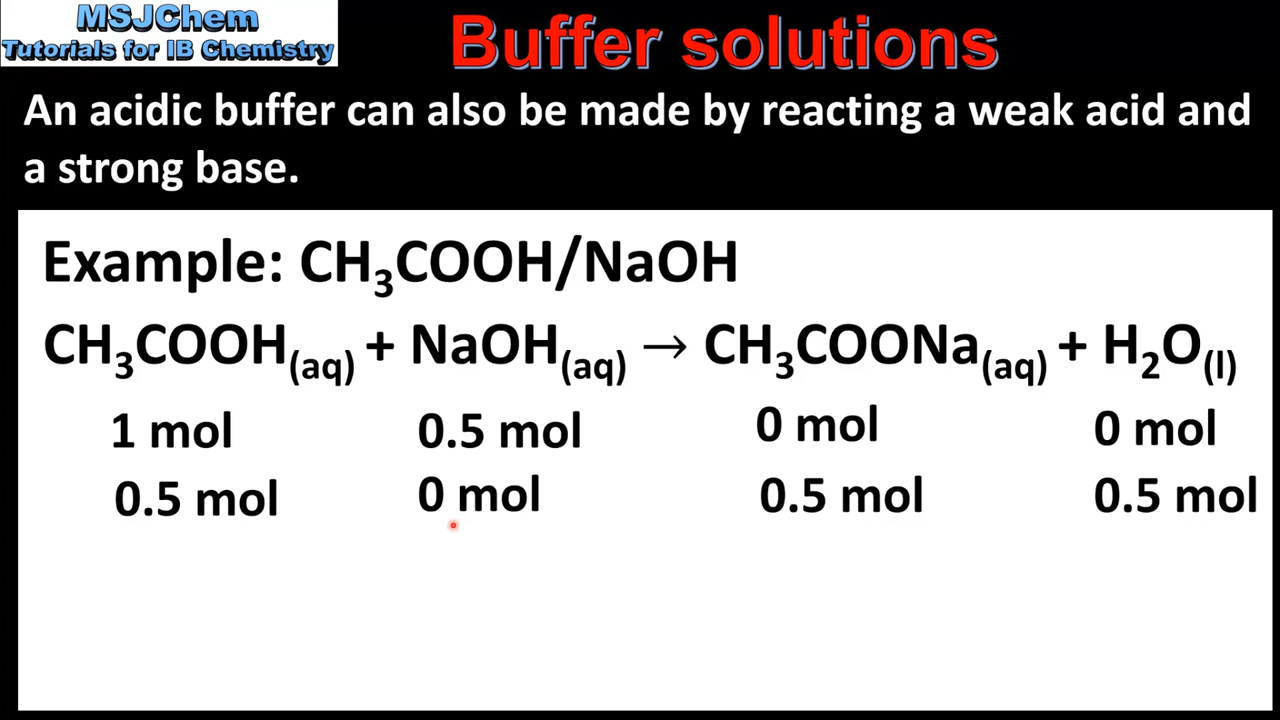 MSJChem
Tutorials for IB Chemistry
Buffer solutions
An acidic buffer can also be made by reacting a weak acid and
a strong base.
Example: CH₃COOH/NaOH
CH₃COOH(aq) + NaOH(aq) → CH₃COONa(aq) + H₂O(l)
1 mol 0.5 mol 0 mol 0 mol
0.5 mol 0 mol 0.5 mol 0.5 mol